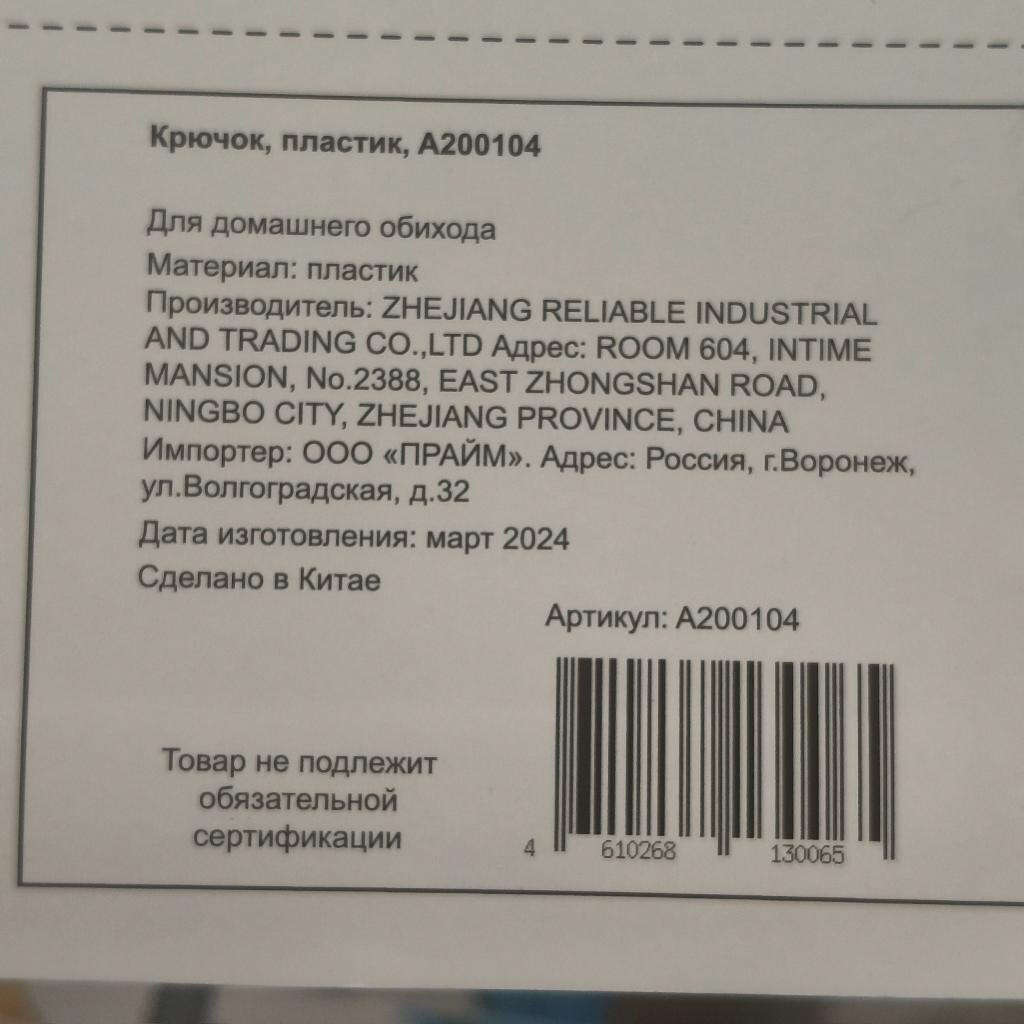 Крючок, пластик, A200104
Для домашнего обихода
Материал: пластик
Производитель: ZHEJIANG RELIABLE INDUSTRIAL
AND TRADING CO.,LTD Адрес: ROOM 604, INTIME
MANSION, No.2388, EAST ZHONGSHAN ROAD,
NINGBO CITY, ZHEJIANG PROVINCE, CHINA
Импортер: ООО «ПРАЙМ». Адрес: Россия, г.Воронеж,
ул.Волгоградская, д.32
Дата изготовления: март 2024
Сделано в Китае
Артикул: A200104
Товар не подлежит
обязательной
сертификации
4 610268 130065